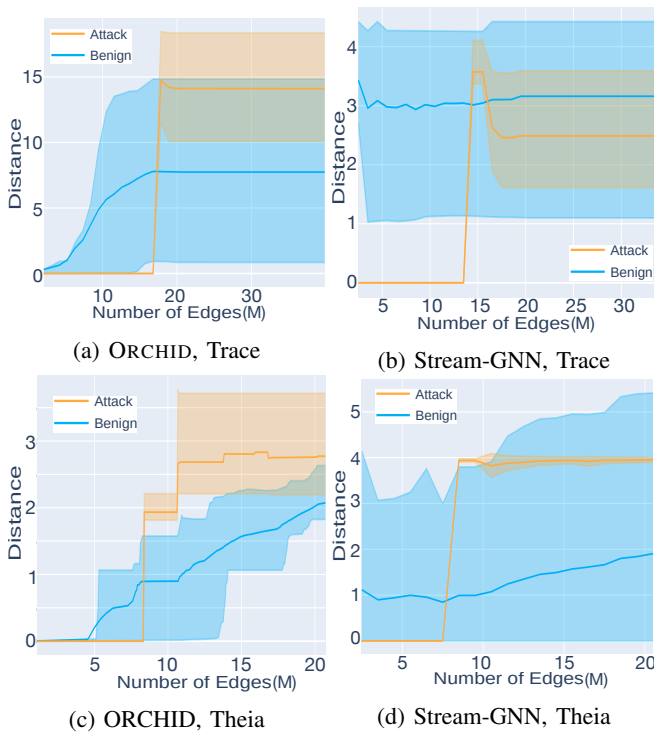 Attack
Benign
15
10
5
0
Distance
10 20 30
Number of Edges(M)
(a) ORCHID, Trace
4
3
2
1
0
Distance
Attack
Benign
5 10 15 20 25 30
Number of Edges(M)
(b) Stream-GNN, Trace
Attack
Benign
3
2
1
0
Distance
5 10 15 20
Number of Edges(M)
(c) ORCHID, Theia
Attack
Benign
5
4
3
2
1
0
Distance
5 10 15 20
Number of Edges(M)
(d) Stream-GNN, Theia